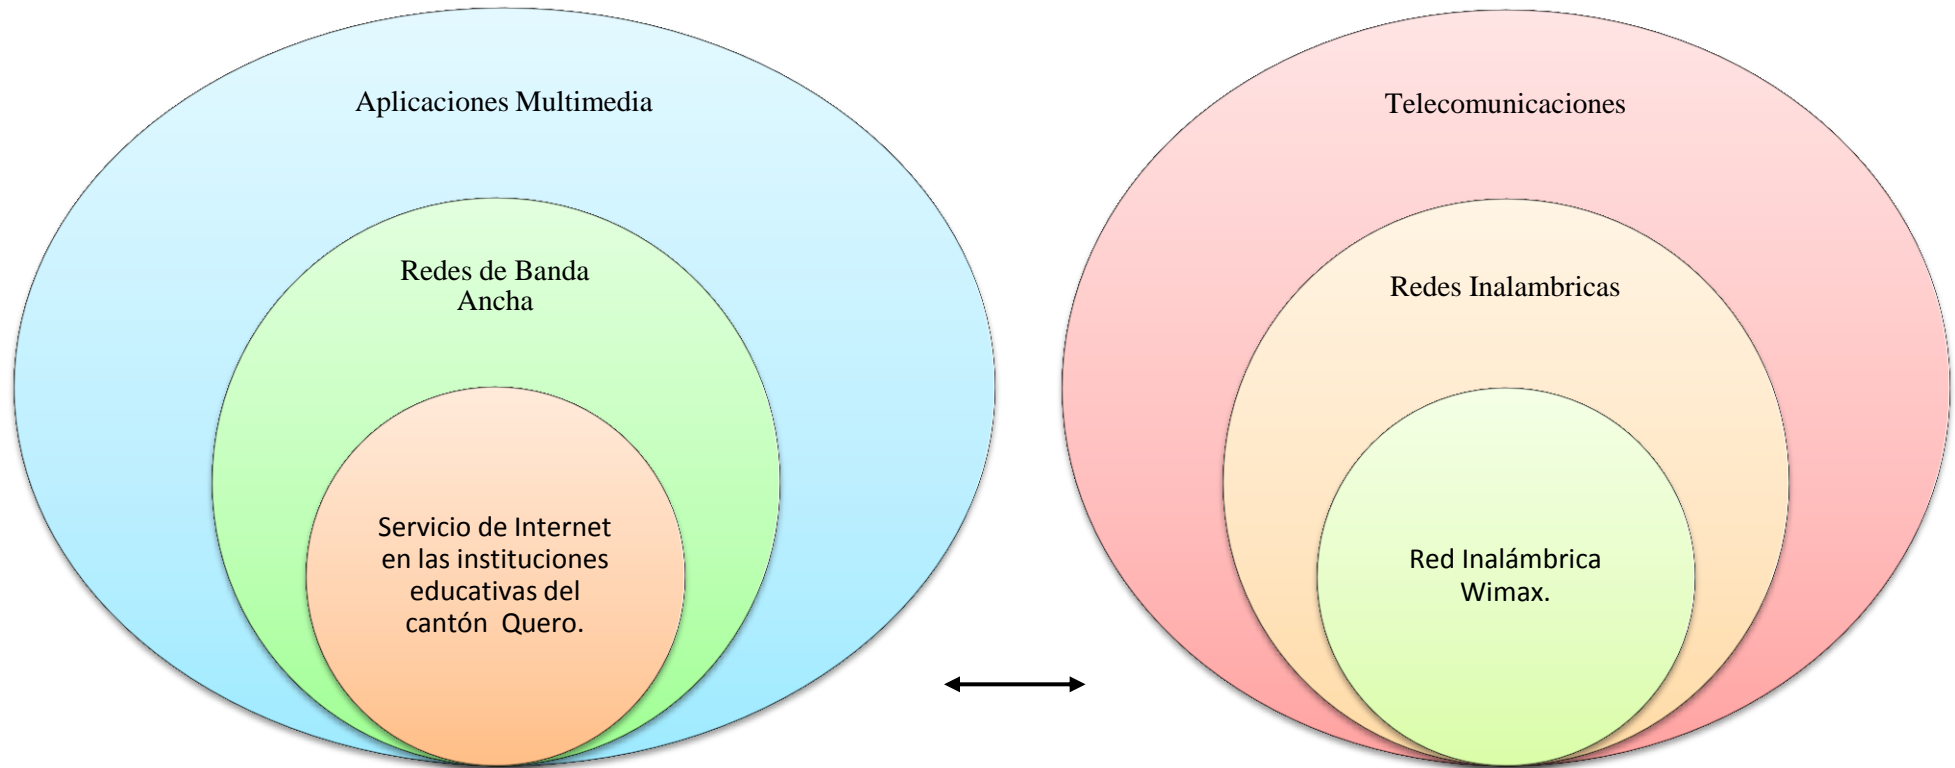 Aplicaciones Multimedia
Redes de Banda
Ancha
Servicio de Internet
en las instituciones
educativas del
cantón  Quero.
Telecomunicaciones
Redes Inalambricas
Red Inalámbrica
Wimax.